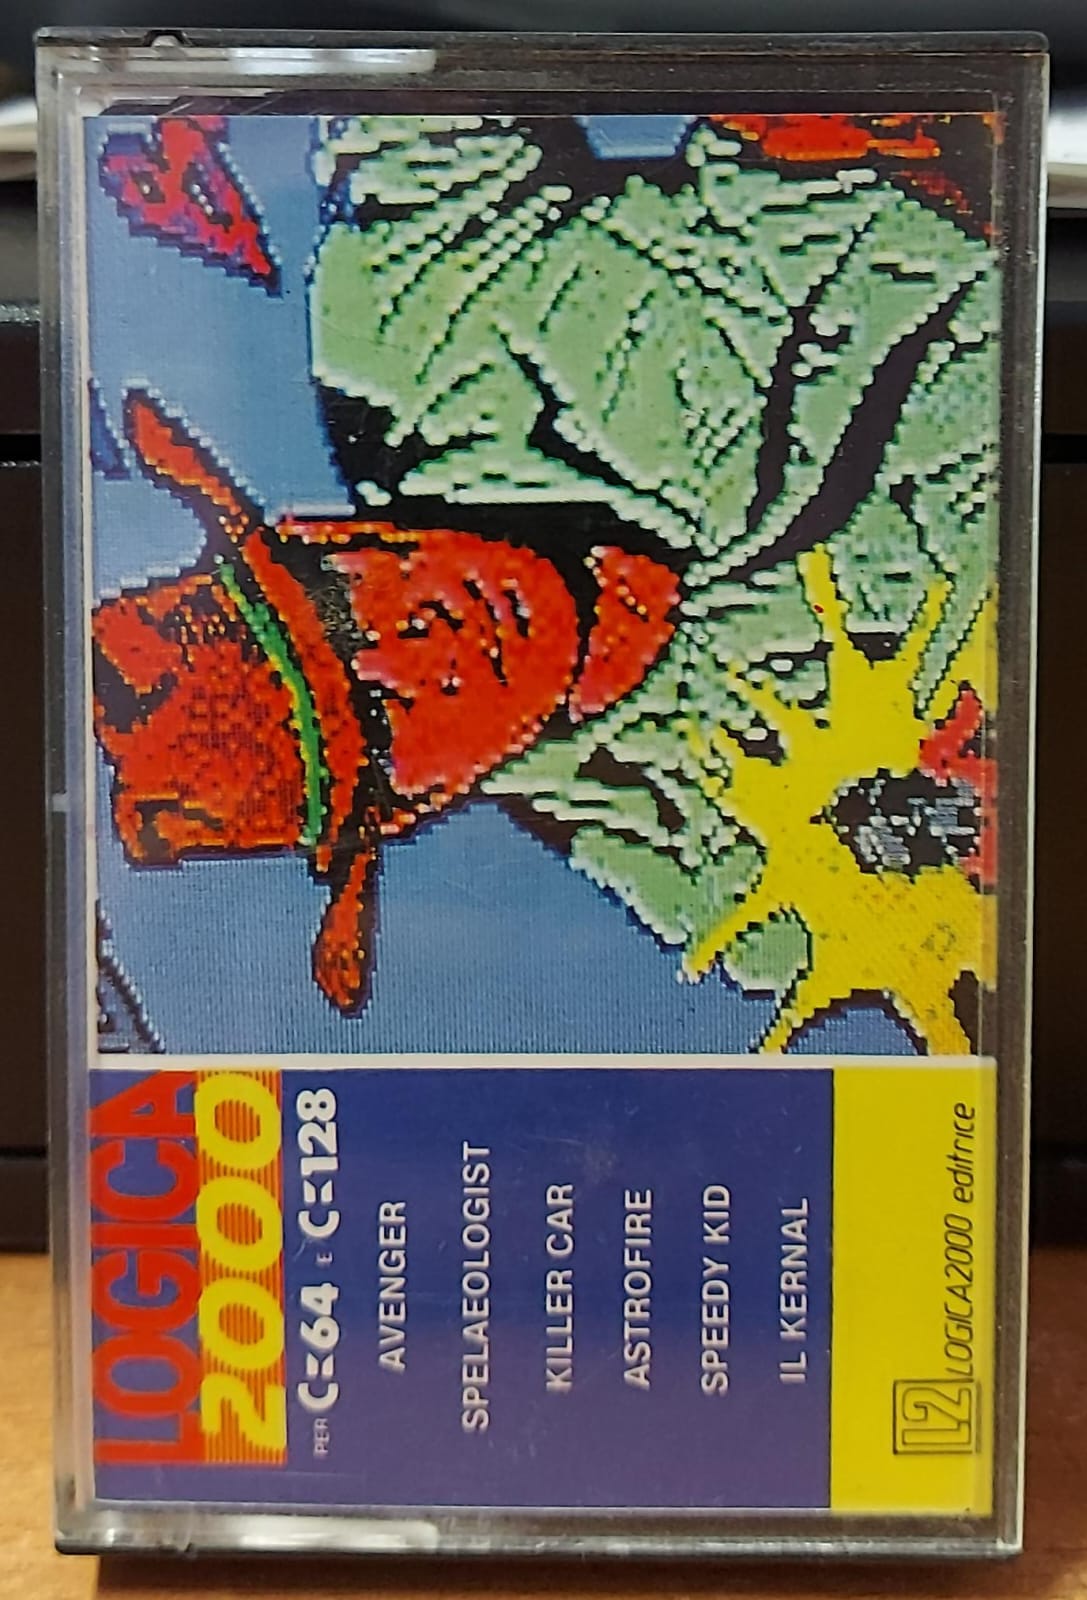 LOGICA
2000
PER C=64 E C=128
AVENGER
SPELAEOLOGIST
KILLER CAR
ASTROFIRE
SPEEDY KID
IL KERNAL
L2 LOGICA2000 editrice